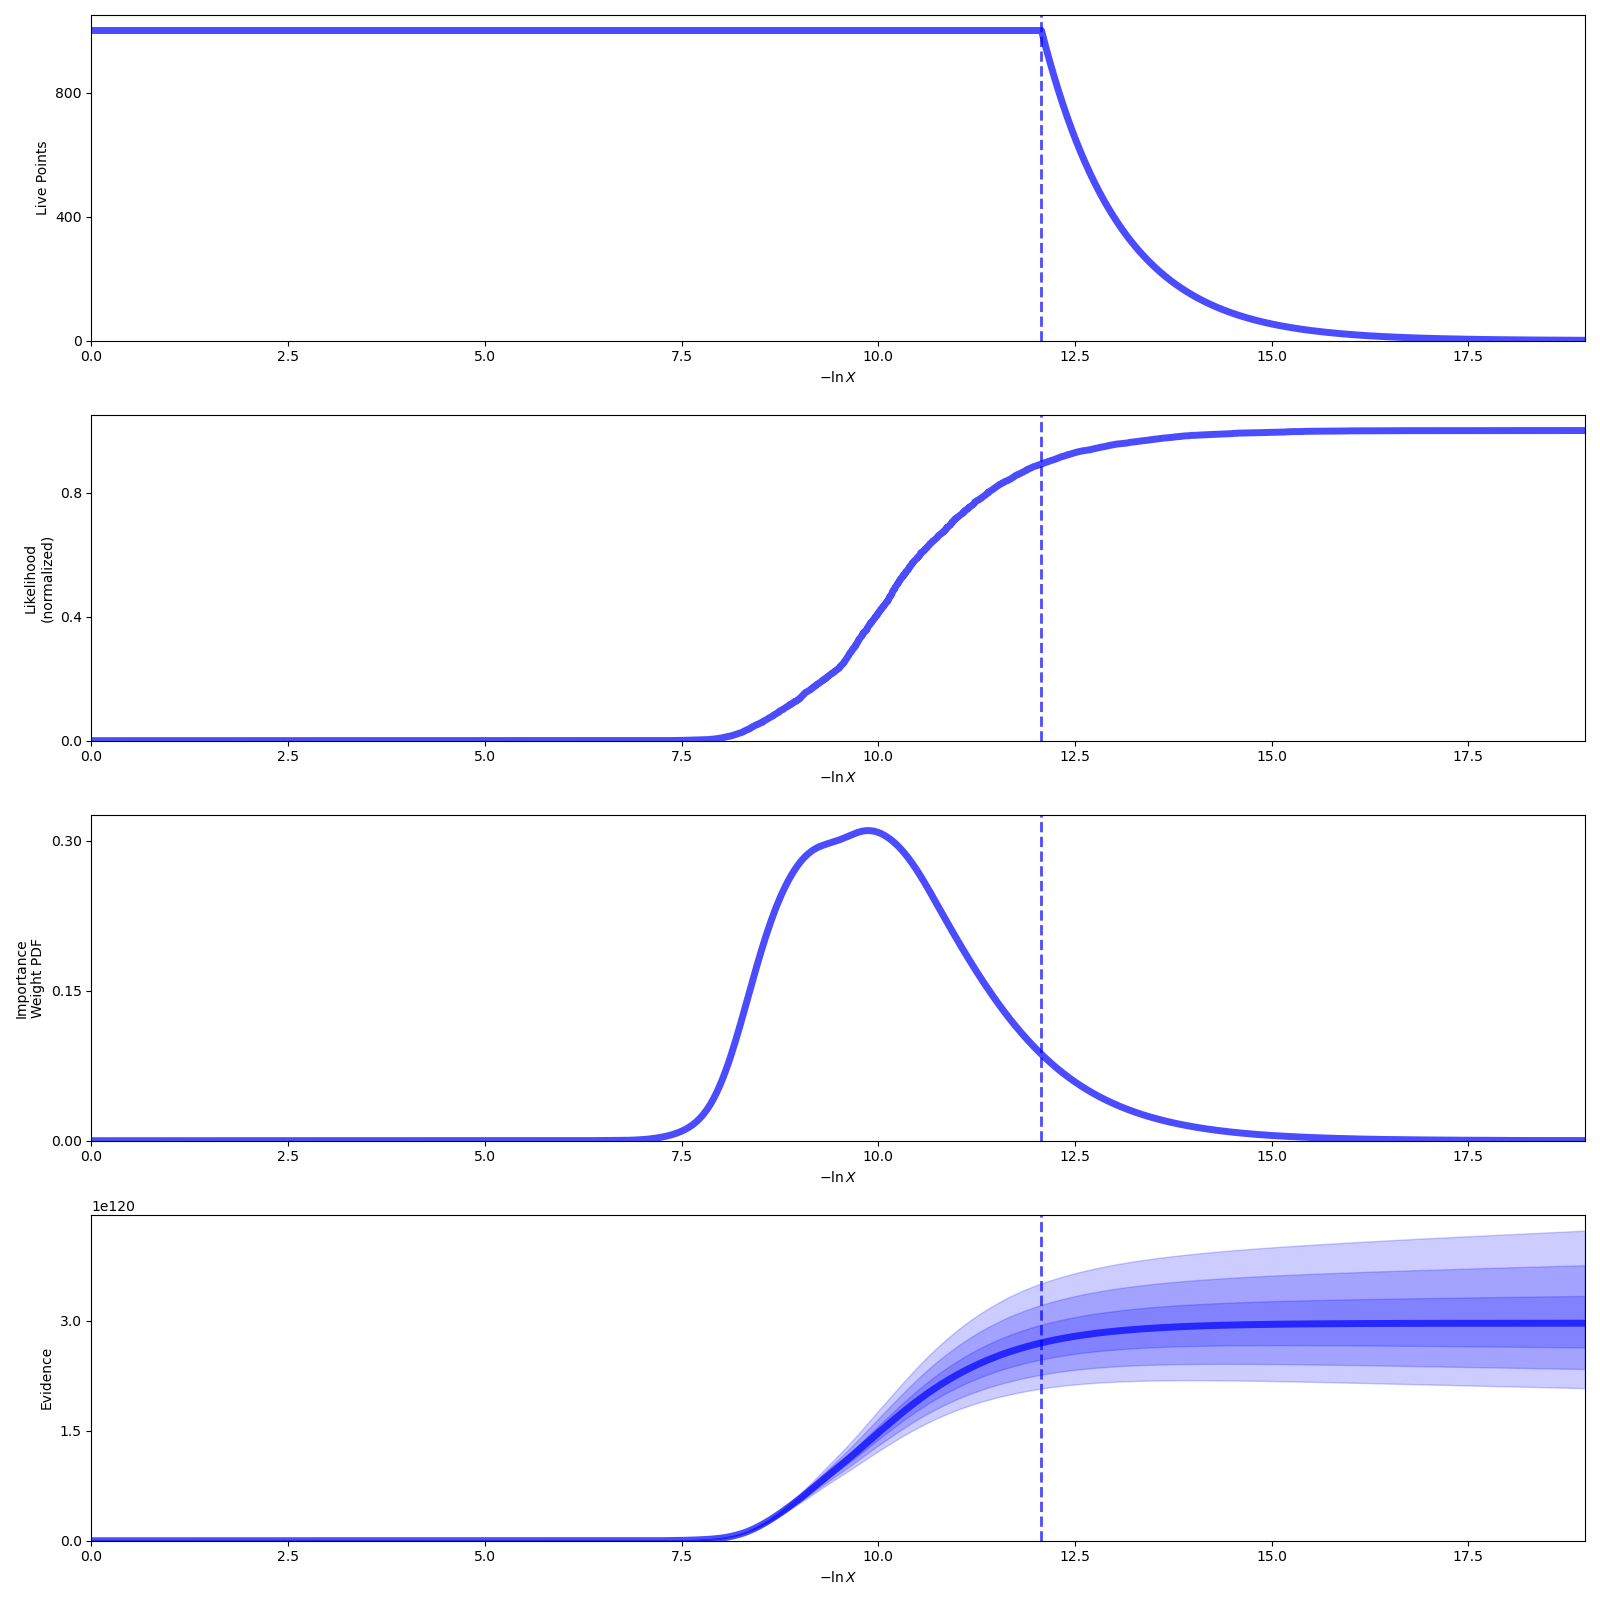 800
400
0
Live Points
0.0 2.5 5.0 7.5 10.0 12.5 15.0 17.5
−ln X
0.8
0.4
0.0
Likelihood
(normalized)
0.0 2.5 5.0 7.5 10.0 12.5 15.0 17.5
−ln X
0.30
0.15
0.00
Importance
Weight PDF
0.0 2.5 5.0 7.5 10.0 12.5 15.0 17.5
−ln X
1e120
3.0
1.5
0.0
Evidence
0.0 2.5 5.0 7.5 10.0 12.5 15.0 17.5
−ln X